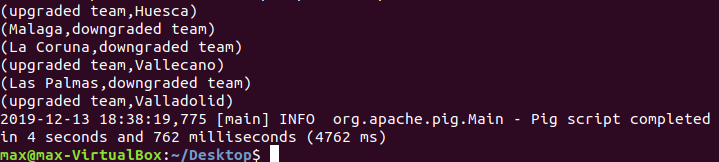 (upgraded team,Huesca)
(Malaga,downgraded team)
(La Coruna,downgraded team)
(upgraded team,Vallecano)
(Las Palmas,downgraded team)
(upgraded team,Valladolid)
2019-12-13 18:38:19,775 [main] INFO  org.apache.pig.Main - Pig script completed
in 4 seconds and 762 milliseconds (4762 ms)
max@max-VirtualBox:~/Desktop$